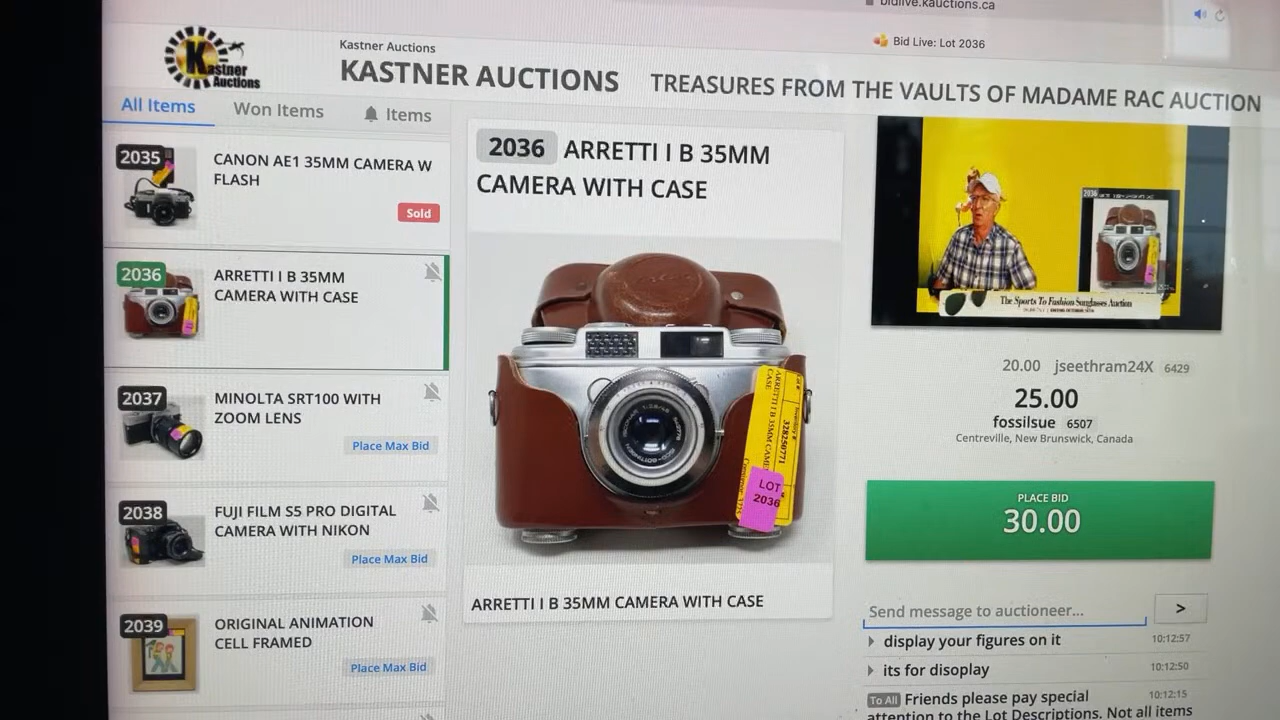 bidlive.kauctions.ca
Bid Live: Lot 2036
Kastner Auctions
Kastner
Auctions
KASTNER AUCTIONS
TREASURES FROM THE VAULTS OF MADAME RAC AUCTION
All Items
Won Items
Items
2035
CANON AE1 35MM CAMERA W
FLASH
Sold
2036
ARRETTI I B 35MM
CAMERA WITH CASE
2037
MINOLTA SRT100 WITH
ZOOM LENS
Place Max Bid
2038
FUJI FILM S5 PRO DIGITAL
CAMERA WITH NIKON
Place Max Bid
2039
ORIGINAL ANIMATION
CELL FRAMED
Place Max Bid
2036 ARRETTI I B 35MM
CAMERA WITH CASE
ARRETTI I B 35MM CAME
CASE
328250771
LOT
2036
ARRETTI I B 35MM CAMERA WITH CASE
2036
The Sports To Fashion Sunglasses Auction
20.00 jseethram24X 6429
25.00
fossilsue 6507
Centreville, New Brunswick, Canada
PLACE BID
30.00
Send message to auctioneer...
>
display your figures on it 10:12:57
its for disoplay 10:12:50
To All Friends please pay special 10:12:15
attention to the Lot Descriptions. Not all items